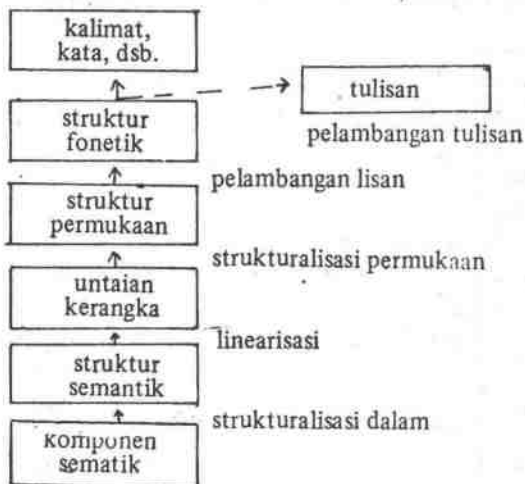 kalimat,
kata, dsb.
tulisan
struktur
fonetik
pelambangan tulisan
pelambangan lisan
struktur
permukaan
strukturalisasi permukaan
untaian
kerangka
linearisasi
struktur
semantik
strukturalisasi dalam
komponen
sematik